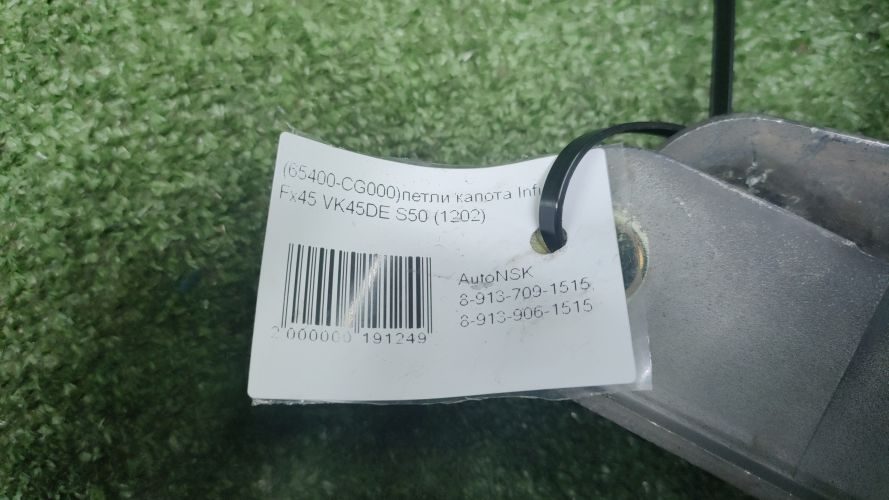 (65400-CG000)петли капота Infi
Fx45 VK45DE S50 (1202)
AutoNSK
8-913-709-1515
8-913-906-1515
2 000000 191249